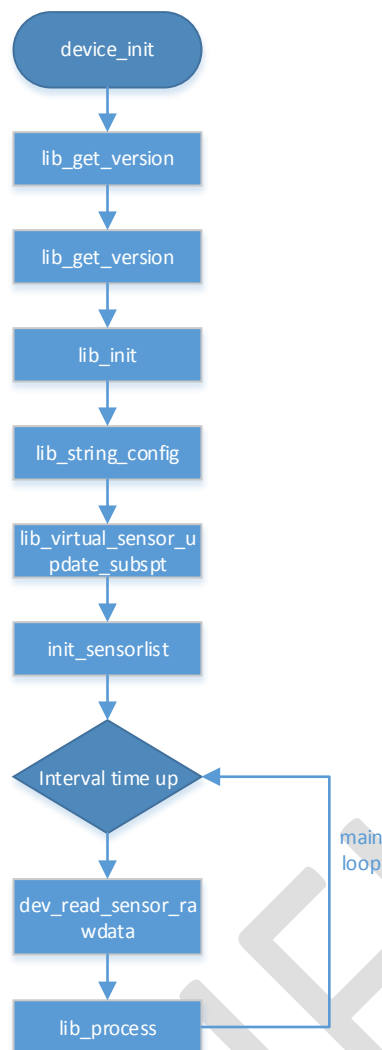 device_init
lib_get_version
lib_get_version
lib_init
lib_string_config
lib_virtual_sensor_u
pdate_subspt
init_sensorlist
Interval time up
main
loop
dev_read_sensor_ra
wdata
lib_process